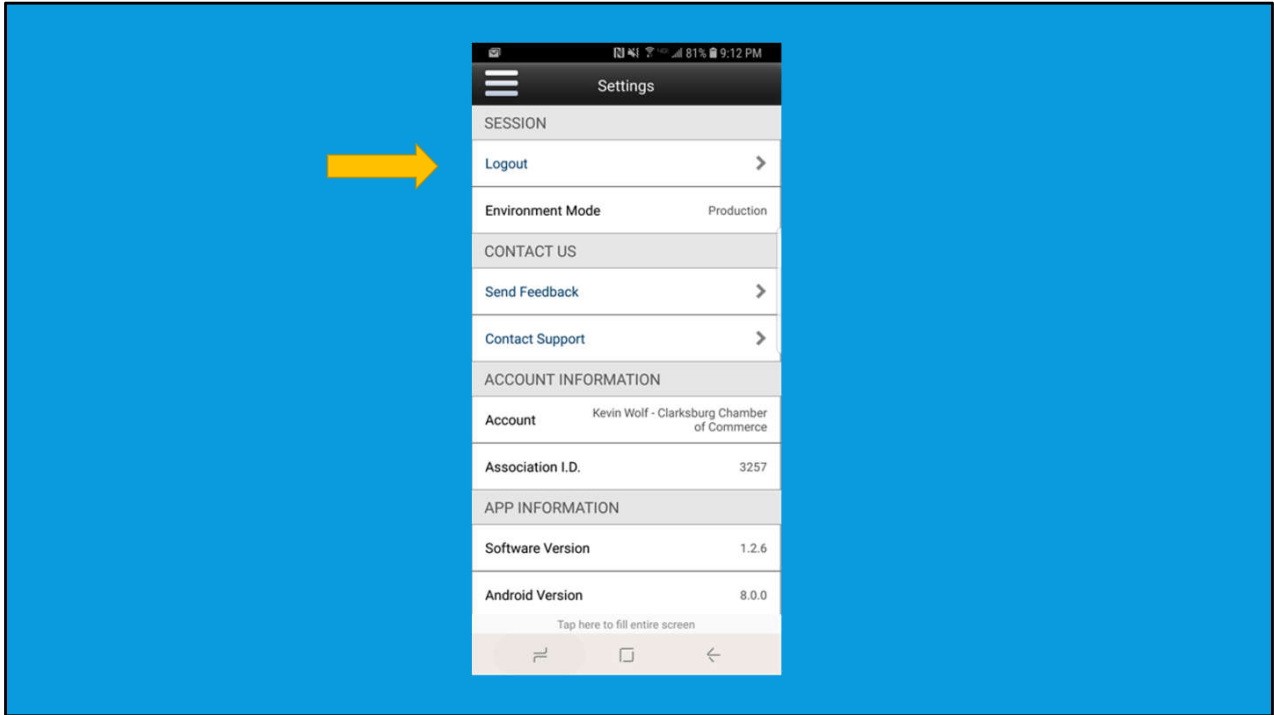 81% 9:12 PM
Settings
SESSION
Logout
Environment Mode Production
CONTACT US
Send Feedback
Contact Support
ACCOUNT INFORMATION
Account Kevin Wolf - Clarksburg Chamber
of Commerce
Association I.D. 3257
APP INFORMATION
Software Version 1.2.6
Android Version 8.0.0
Tap here to fill entire screen